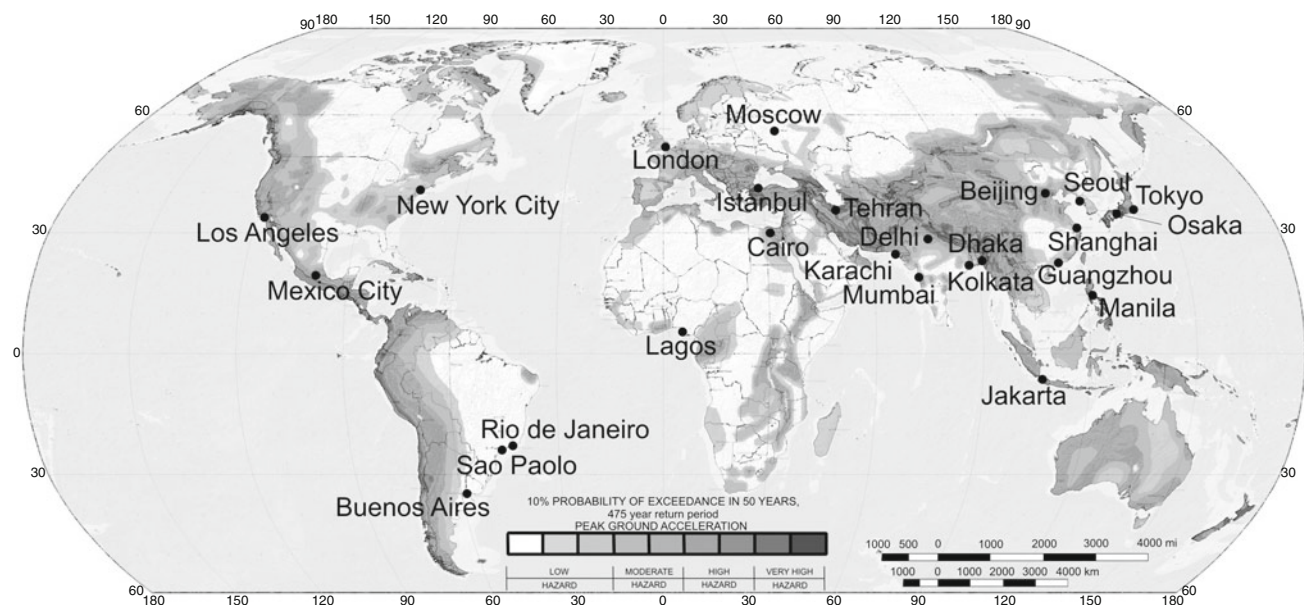 90 180 150 120 90 60 30 0 30 60 90 120 150 180 90
60 60
Moscow
London
Istanbul
Tehran
Beijing
Seoul
Tokyo
Osaka
New York City
Los Angeles
30 30
Cairo
Delhi
Dhaka
Shanghai
Karachi
Kolkata
Guangzhou
Mumbai
Mexico City
Manila
Lagos
0 0
Jakarta
Rio de Janeiro
Sao Paolo
30 30
Buenos Aires
10% PROBABILITY OF EXCEEDANCE IN 50 YEARS,
475 year return period
PEAK GROUND ACCELERATION
LOW MODERATE HIGH VERY HIGH
HAZARD HAZARD HAZARD HAZARD
1000 500 0 1000 2000 3000 4000 mi
1000 0 1000 2000 3000 4000 km
60 60
180 150 120 90 60 30 0 30 60 90 120 150 180